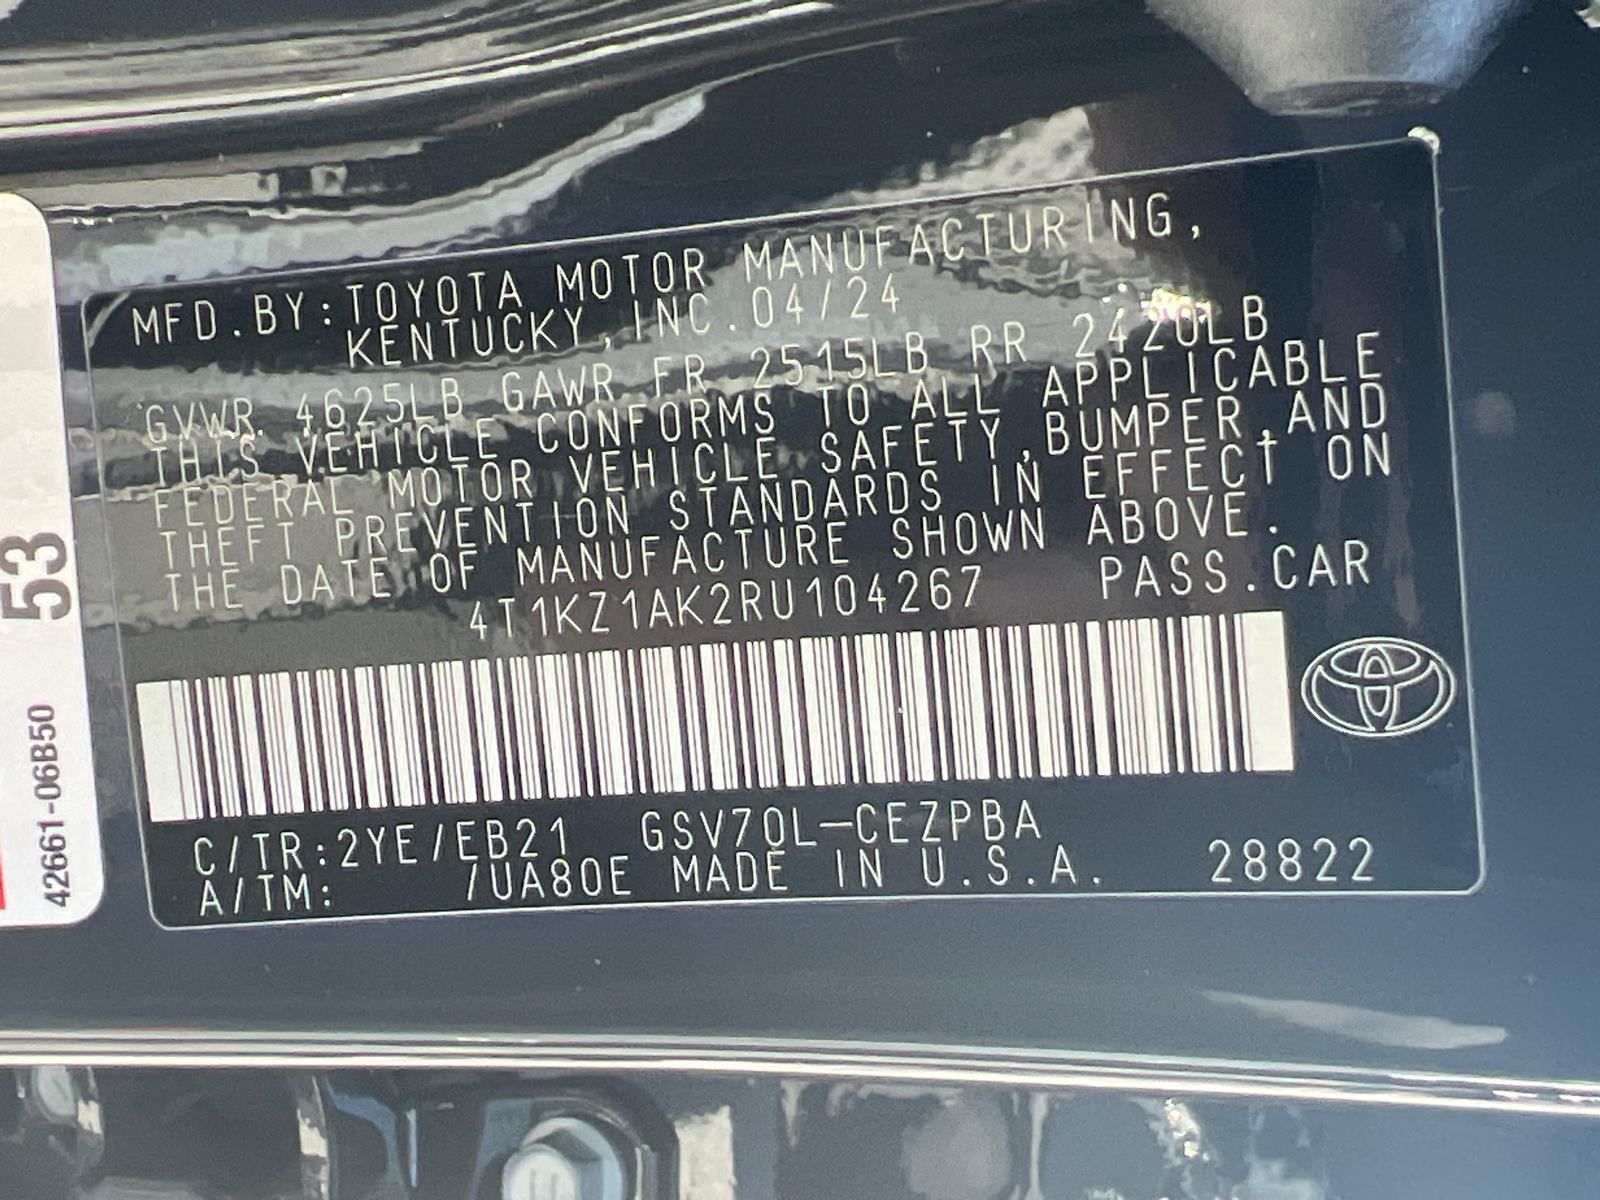 MFD.BY:TOYOTA MOTOR MANUFACTURING,
KENTUCKY,INC.04/24
GVWR. 4625LB GAWR FR 2515LB RR 2420LB
THIS VEHICLE CONFORMS TO ALL APPLICABLE
FEDERAL MOTOR VEHICLE SAFETY,BUMPER,AND
THEFT PREVENTION STANDARDS IN EFFECT ON
THE DATE OF MANUFACTURE SHOWN ABOVE.
4T1KZ1AK2RU104267 PASS.CAR
C/TR:2YE/EB21 GSV70L-CEZPBA
A/TM: /UA80E MADE IN U.S.A. 28822
53
42661-06B50